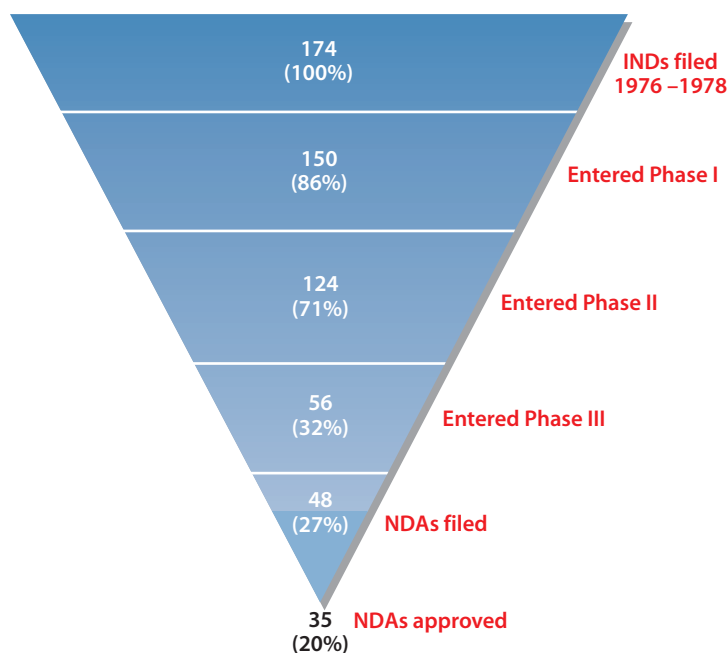 174
(100%)
INDs filed
1976 –1978
150
(86%)
Entered Phase I
124
(71%)
Entered Phase II
56
(32%)
Entered Phase III
48
(27%)
NDAs filed
35
(20%)
NDAs approved